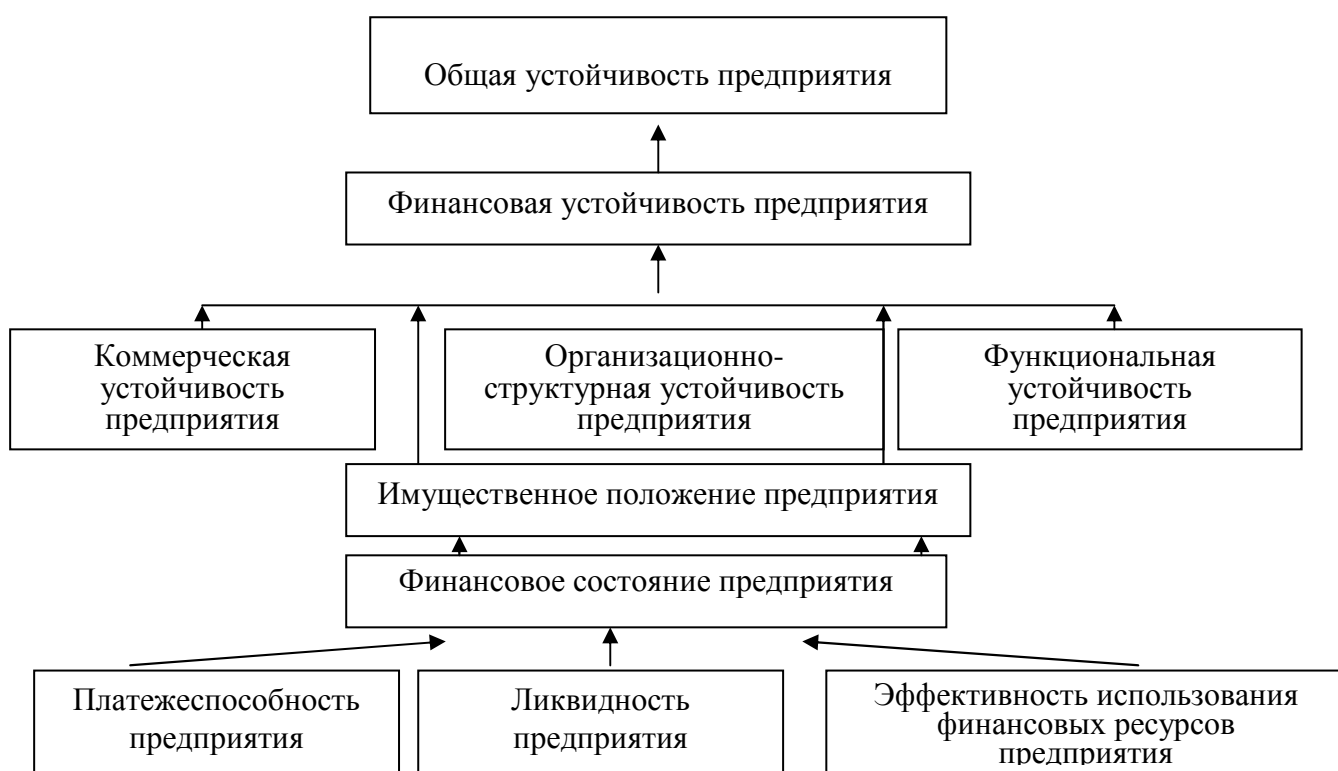 Общая устойчивость предприятия
Финансовая устойчивость предприятия
Коммерческая
устойчивость
предприятия
Организационно-
структурная устойчивость
предприятия
Функциональная
устойчивость
предприятия
Имущественное положение предприятия
Финансовое состояние предприятия
Платежеспособность
предприятия
Ликвидность
предприятия
Эффективность использования
финансовых ресурсов
предприятия